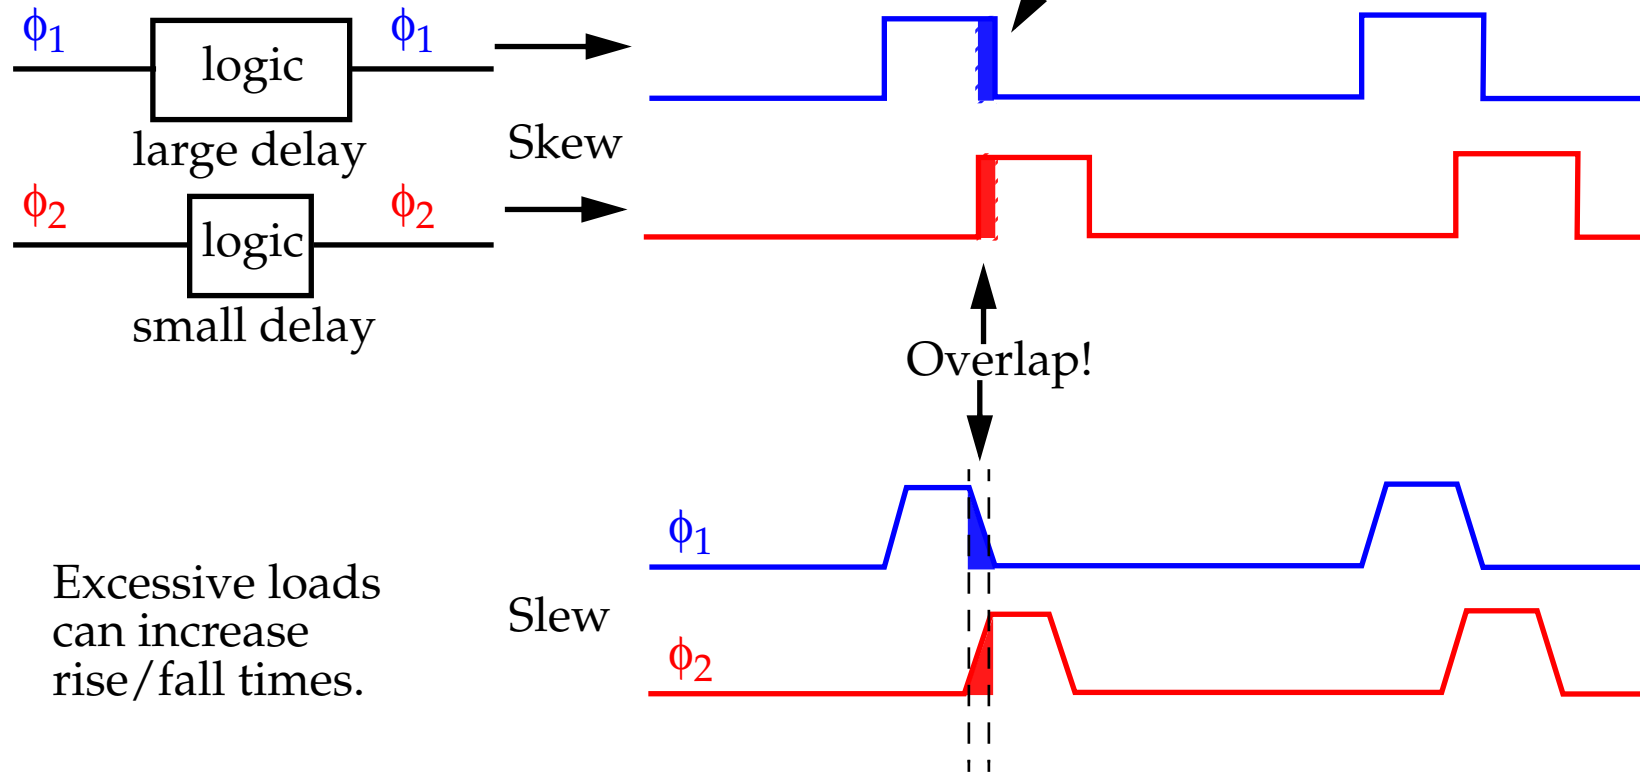 ϕ1 ϕ1
logic
large delay
Skew
ϕ2 ϕ2
logic
small delay
Overlap!
ϕ1
Excessive loads
can increase
rise/fall times.
Slew
ϕ2